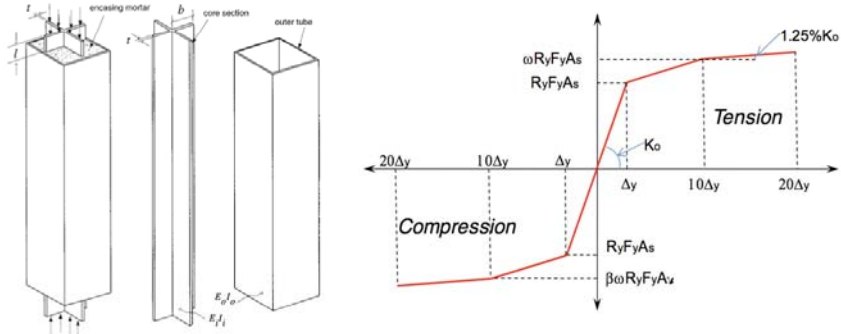 t
encasing mortar
l
b
t
core section
outer tube
EₒIₒ
EᵢIᵢ
1.25%Ko
ωRyFyAs
RyFyAs
Tension
Ko
20Δy
10Δy
Δy
Δy
10Δy
20Δy
Compression
RyFyAs
βωRyFyA